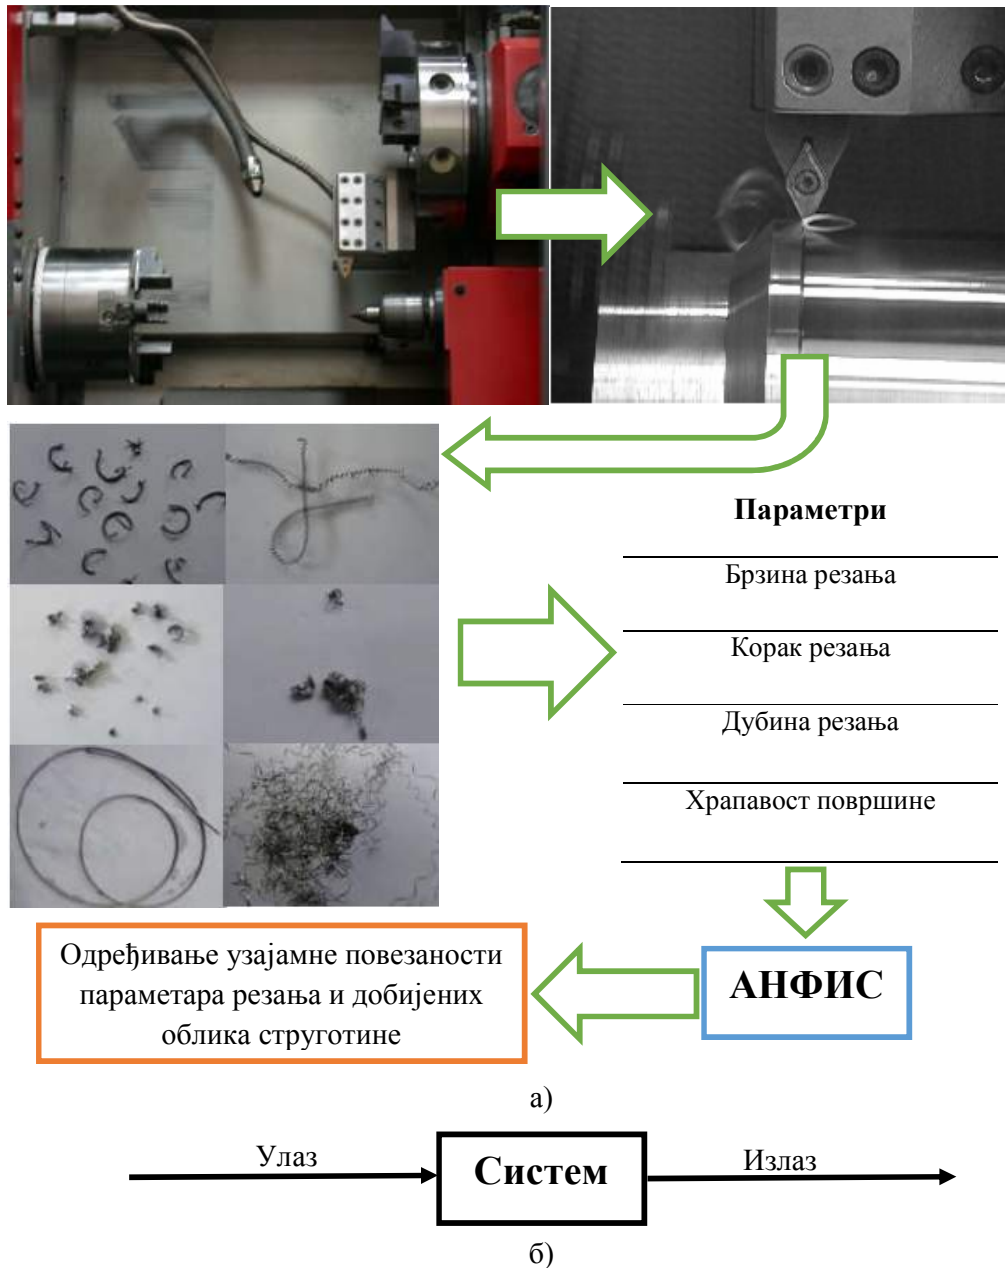 Параметри
Брзина резања
Корак резања
Дубина резања
Храпавост површине
АНФИС
Одређивање узајамне повезаности
параметара резања и добијених
облика струготине
а)
Улаз
Систем
Излаз
б)